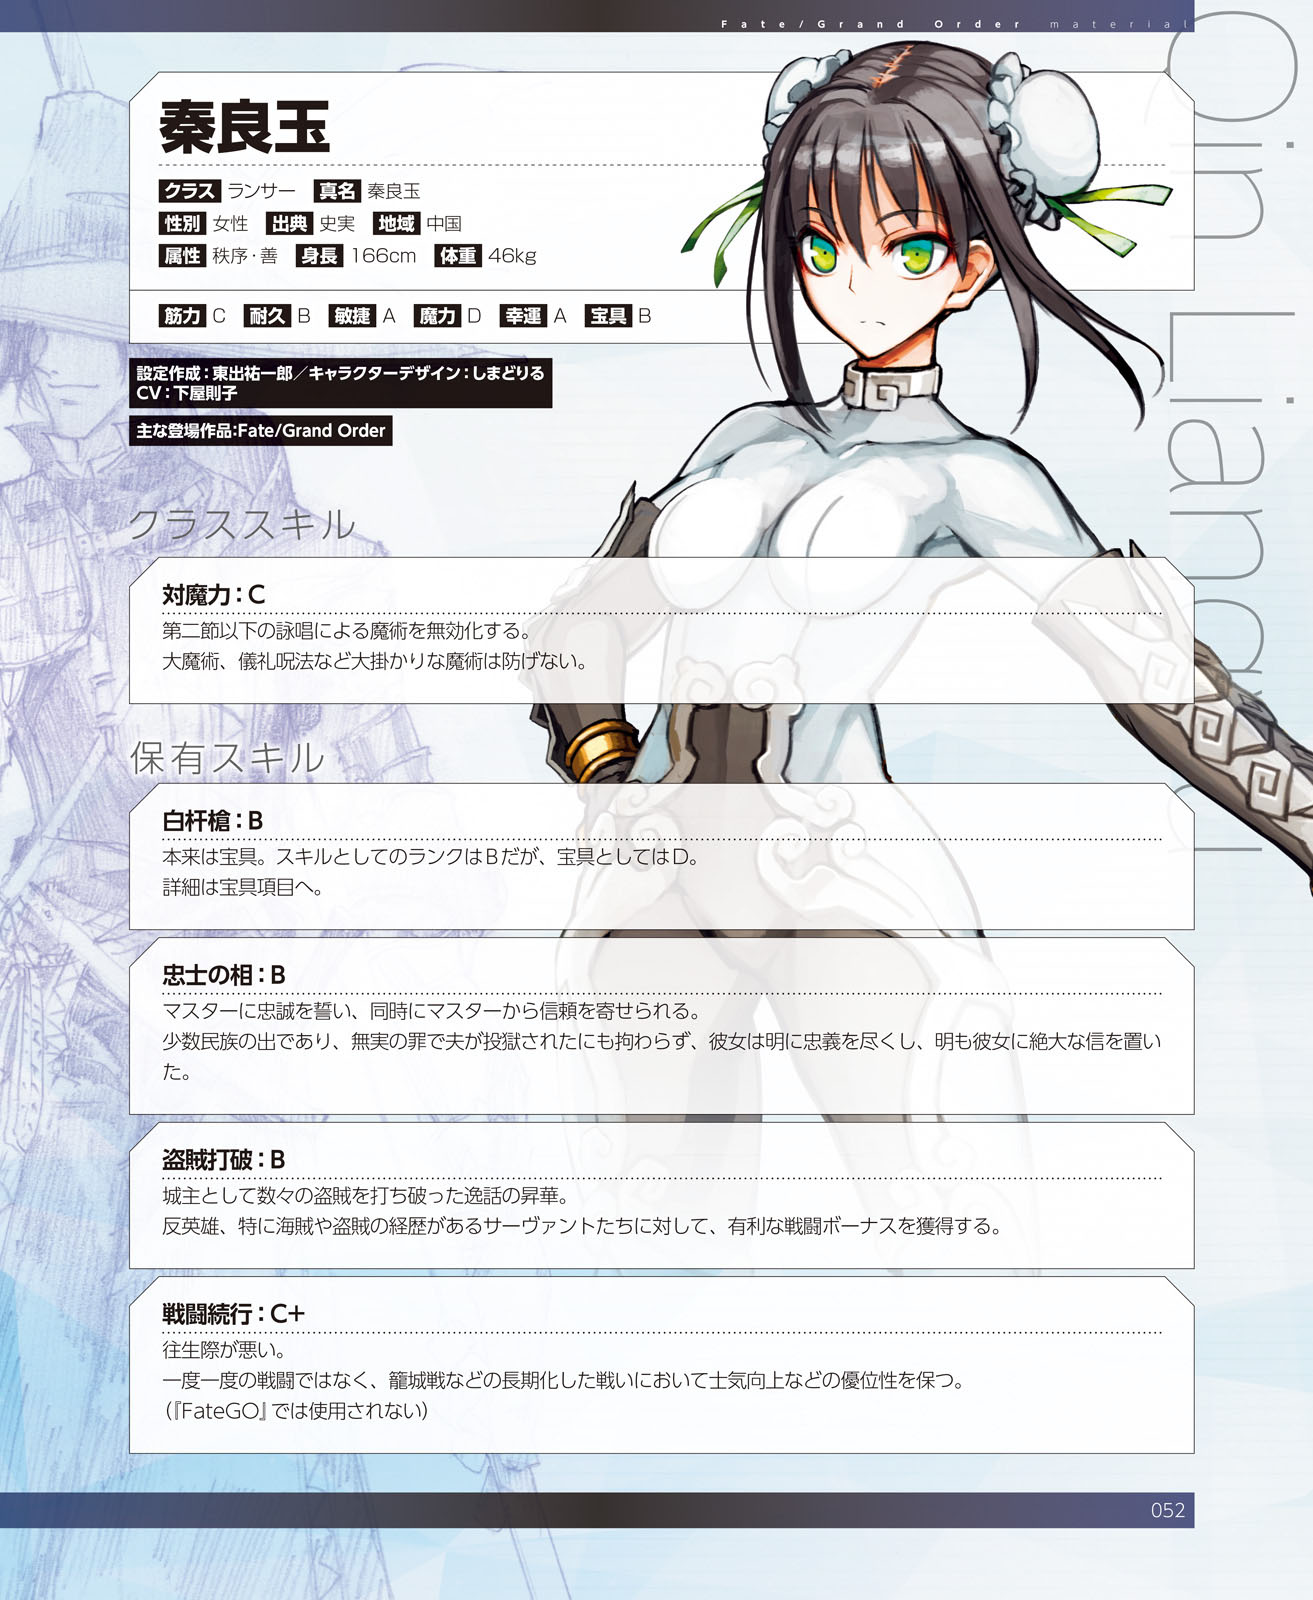 Fate/Grand Order material
Qin Liangyu
秦良玉
クラス ランサー 真名 秦良玉
性別 女性 出典 史実 地域 中国
属性 秩序・善 身長 166cm 体重 46kg
筋力 C 耐久 B 敏捷 A 魔力 D 幸運 A 宝具 B
設定作成：東出祐一郎／キャラクターデザイン：しまどりる
CV：下屋則子
主な登場作品:Fate/Grand Order
クラススキル
対魔力：C
第二節以下の詠唱による魔術を無効化する。
大魔術、儀礼呪法など大掛かりな魔術は防げない。
保有スキル
白杆槍：B
本来は宝具。スキルとしてのランクはBだが、宝具としてはD。
詳細は宝具項目へ。
忠士の相：B
マスターに忠誠を誓い、同時にマスターから信頼を寄せられる。
少数民族の出であり、無実の罪で夫が投獄されたにも拘わらず、彼女は明に忠義を尽くし、明も彼女に絶大な信を置い
た。
盗賊打破：B
城主として数々の盗賊を打ち破った逸話の昇華。
反英雄、特に海賊や盗賊の経歴があるサーヴァントたちに対して、有利な戦闘ボーナスを獲得する。
戦闘続行：C+
往生際が悪い。
一度一度の戦闘ではなく、籠城戦などの長期化した戦いにおいて士気向上などの優位性を保つ。
（『FateGO』では使用されない）
052